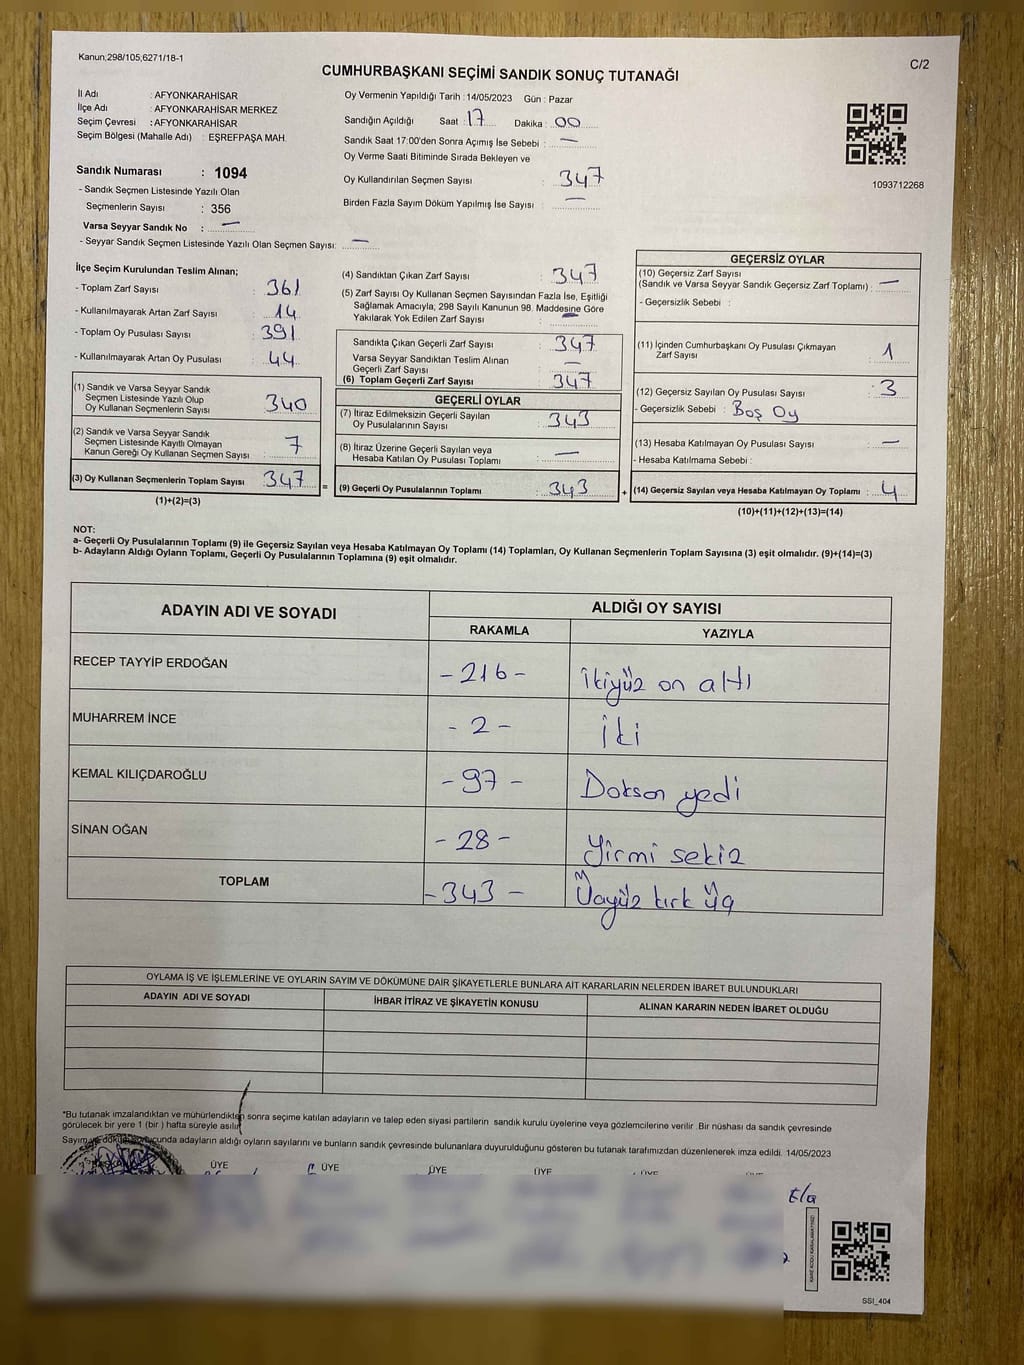 Kanun;298/105;6271/18-1
C/2
CUMHURBAŞKANI SEÇİMİ SANDIK SONUÇ TUTANAĞI
İl Adı : AFYONKARAHİSAR
İlçe Adı : AFYONKARAHİSAR MERKEZ
Seçim Çevresi : AFYONKARAHİSAR
Seçim Bölgesi (Mahalle Adı) : EŞREFPAŞA MAH.
Sandık Numarası : 1094
- Sandık Seçmen Listesinde Yazılı Olan
Seçmenlerin Sayısı : 356
Varsa Seyyar Sandık No : —
- Seyyar Sandık Seçmen Listesinde Yazılı Olan Seçmen Sayısı: —
Oy Vermenin Yapıldığı Tarih : 14/05/2023 Gün : Pazar
Sandığın Açıldığı Saat : 17 Dakika : 00
Sandık Saat 17:00'den Sonra Açımış İse Sebebi : —
Oy Verme Saati Bitiminde Sırada Bekleyen ve
Oy Kullandırılan Seçmen Sayısı : 347
Birden Fazla Sayım Döküm Yapılmış İse Sayısı : —
1093712268
İlçe Seçim Kurulundan Teslim Alınan;
- Toplam Zarf Sayısı : 361
- Kullanılmayarak Artan Zarf Sayısı : 14
- Toplam Oy Pusulası Sayısı : 391
- Kullanılmayarak Artan Oy Pusulası : 44
(1) Sandık ve Varsa Seyyar Sandık
Seçmen Listesinde Yazılı Olup
Oy Kullanan Seçmenlerin Sayısı : 340
(2) Sandık ve Varsa Seyyar Sandık
Seçmen Listesinde Kayıtlı Olmayan
Kanun Gereği Oy Kullanan Seçmen Sayısı : 7
(3) Oy Kullanan Seçmenlerin Toplam Sayısı : 347
(1)+(2)=(3)
=
(4) Sandıktan Çıkan Zarf Sayısı : 347
(5) Zarf Sayısı Oy Kullanan Seçmen Sayısından Fazla İse, Eşitliği
Sağlamak Amacıyla, 298 Sayılı Kanunun 98. Maddesine Göre
Yakılarak Yok Edilen Zarf Sayısı : —
Sandıkta Çıkan Geçerli Zarf Sayısı : 347
Varsa Seyyar Sandıktan Teslim Alınan
Geçerli Zarf Sayısı : —
(6) Toplam Geçerli Zarf Sayısı : 347
GEÇERLİ OYLAR
(7) İtiraz Edilmeksizin Geçerli Sayılan
Oy Pusulalarının Sayısı : 343
(8) İtiraz Üzerine Geçerli Sayılan veya
Hesaba Katılan Oy Pusulası Toplamı : —
(9) Geçerli Oy Pusulalarının Toplamı : 343
+
GEÇERSİZ OYLAR
(10) Geçersiz Zarf Sayısı
(Sandık ve Varsa Seyyar Sandık Geçersiz Zarf Toplamı) : —
- Geçersizlik Sebebi :
(11) İçinden Cumhurbaşkanı Oy Pusulası Çıkmayan
Zarf Sayısı : 1
(12) Geçersiz Sayılan Oy Pusulası Sayısı : 3
- Geçersizlik Sebebi : Boş Oy
(13) Hesaba Katılmayan Oy Pusulası Sayısı : —
- Hesaba Katılmama Sebebi :
(14) Geçersiz Sayılan veya Hesaba Katılmayan Oy Toplamı : 4
(10)+(11)+(12)+(13)=(14)
NOT:
a- Geçerli Oy Pusulalarının Toplamı (9) ile Geçersiz Sayılan veya Hesaba Katılmayan Oy Toplamı (14) Toplamları, Oy Kullanan Seçmenlerin Toplam Sayısına (3) eşit olmalıdır. (9)+(14)=(3)
b- Adayların Aldığı Oyların Toplamı, Geçerli Oy Pusulalarının Toplamına (9) eşit olmalıdır.
ADAYIN ADI VE SOYADI
ALDIĞI OY SAYISI
RAKAMLA YAZIYLA
RECEP TAYYİP ERDOĞAN - 216 - İkiyüz on altı
MUHARREM İNCE - 2 - İki
KEMAL KILIÇDAROĞLU - 97 - Doksan yedi
SİNAN OĞAN - 28 - Yirmi sekiz
TOPLAM - 343 - Üçyüz kırk üç
OYLAMA İŞ VE İŞLEMLERİNE VE OYLARIN SAYIM VE DÖKÜMÜNE DAİR ŞİKAYETLERLE BUNLARA AİT KARARLARIN NELERDEN İBARET BULUNDUKLARI
ADAYIN ADI VE SOYADI İHBAR İTİRAZ VE ŞİKAYETİN KONUSU ALINAN KARARIN NEDEN İBARET OLDUĞU
*Bu tutanak imzalandıktan ve mühürlendikten sonra seçime katılan adayların ve talep eden siyasi partilerin sandık kurulu üyelerine veya gözlemcilerine verilir .Bir nüshası da sandık çevresinde
görülecek bir yere 1 (bir ) hafta süreyle asılır
Sayım ve döküm sonucunda adayların aldığı oyların sayılarını ve bunların sandık çevresinde bulunanlara duyurulduğunu gösteren bu tutanak tarafımızdan düzenlenerek imza edildi. 14/05/2023
ÜYE ÜYE ÜYE ÜYE ÜYE
SSI_404